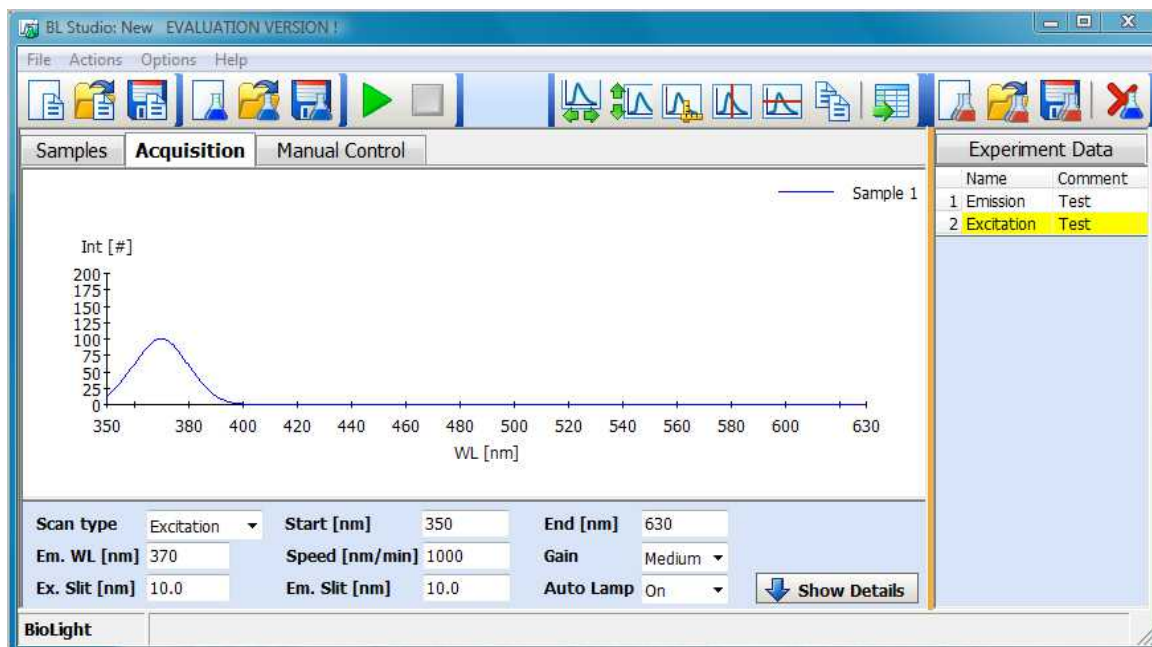 BL Studio: New EVALUATION VERSION !
File Actions Options Help
Samples Acquisition Manual Control
Sample 1
Int [#]
200
175
150
125
100
75
50
25
0
350 380 400 420 440 460 480 500 520 540 560 580 600 630
WL [nm]
Scan type Excitation Start [nm] 350 End [nm] 630
Em. WL [nm] 370 Speed [nm/min] 1000 Gain Medium
Ex. Slit [nm] 10.0 Em. Slit [nm] 10.0 Auto Lamp On Show Details
Experiment Data
Name Comment
1 Emission Test
2 Excitation Test
BioLight